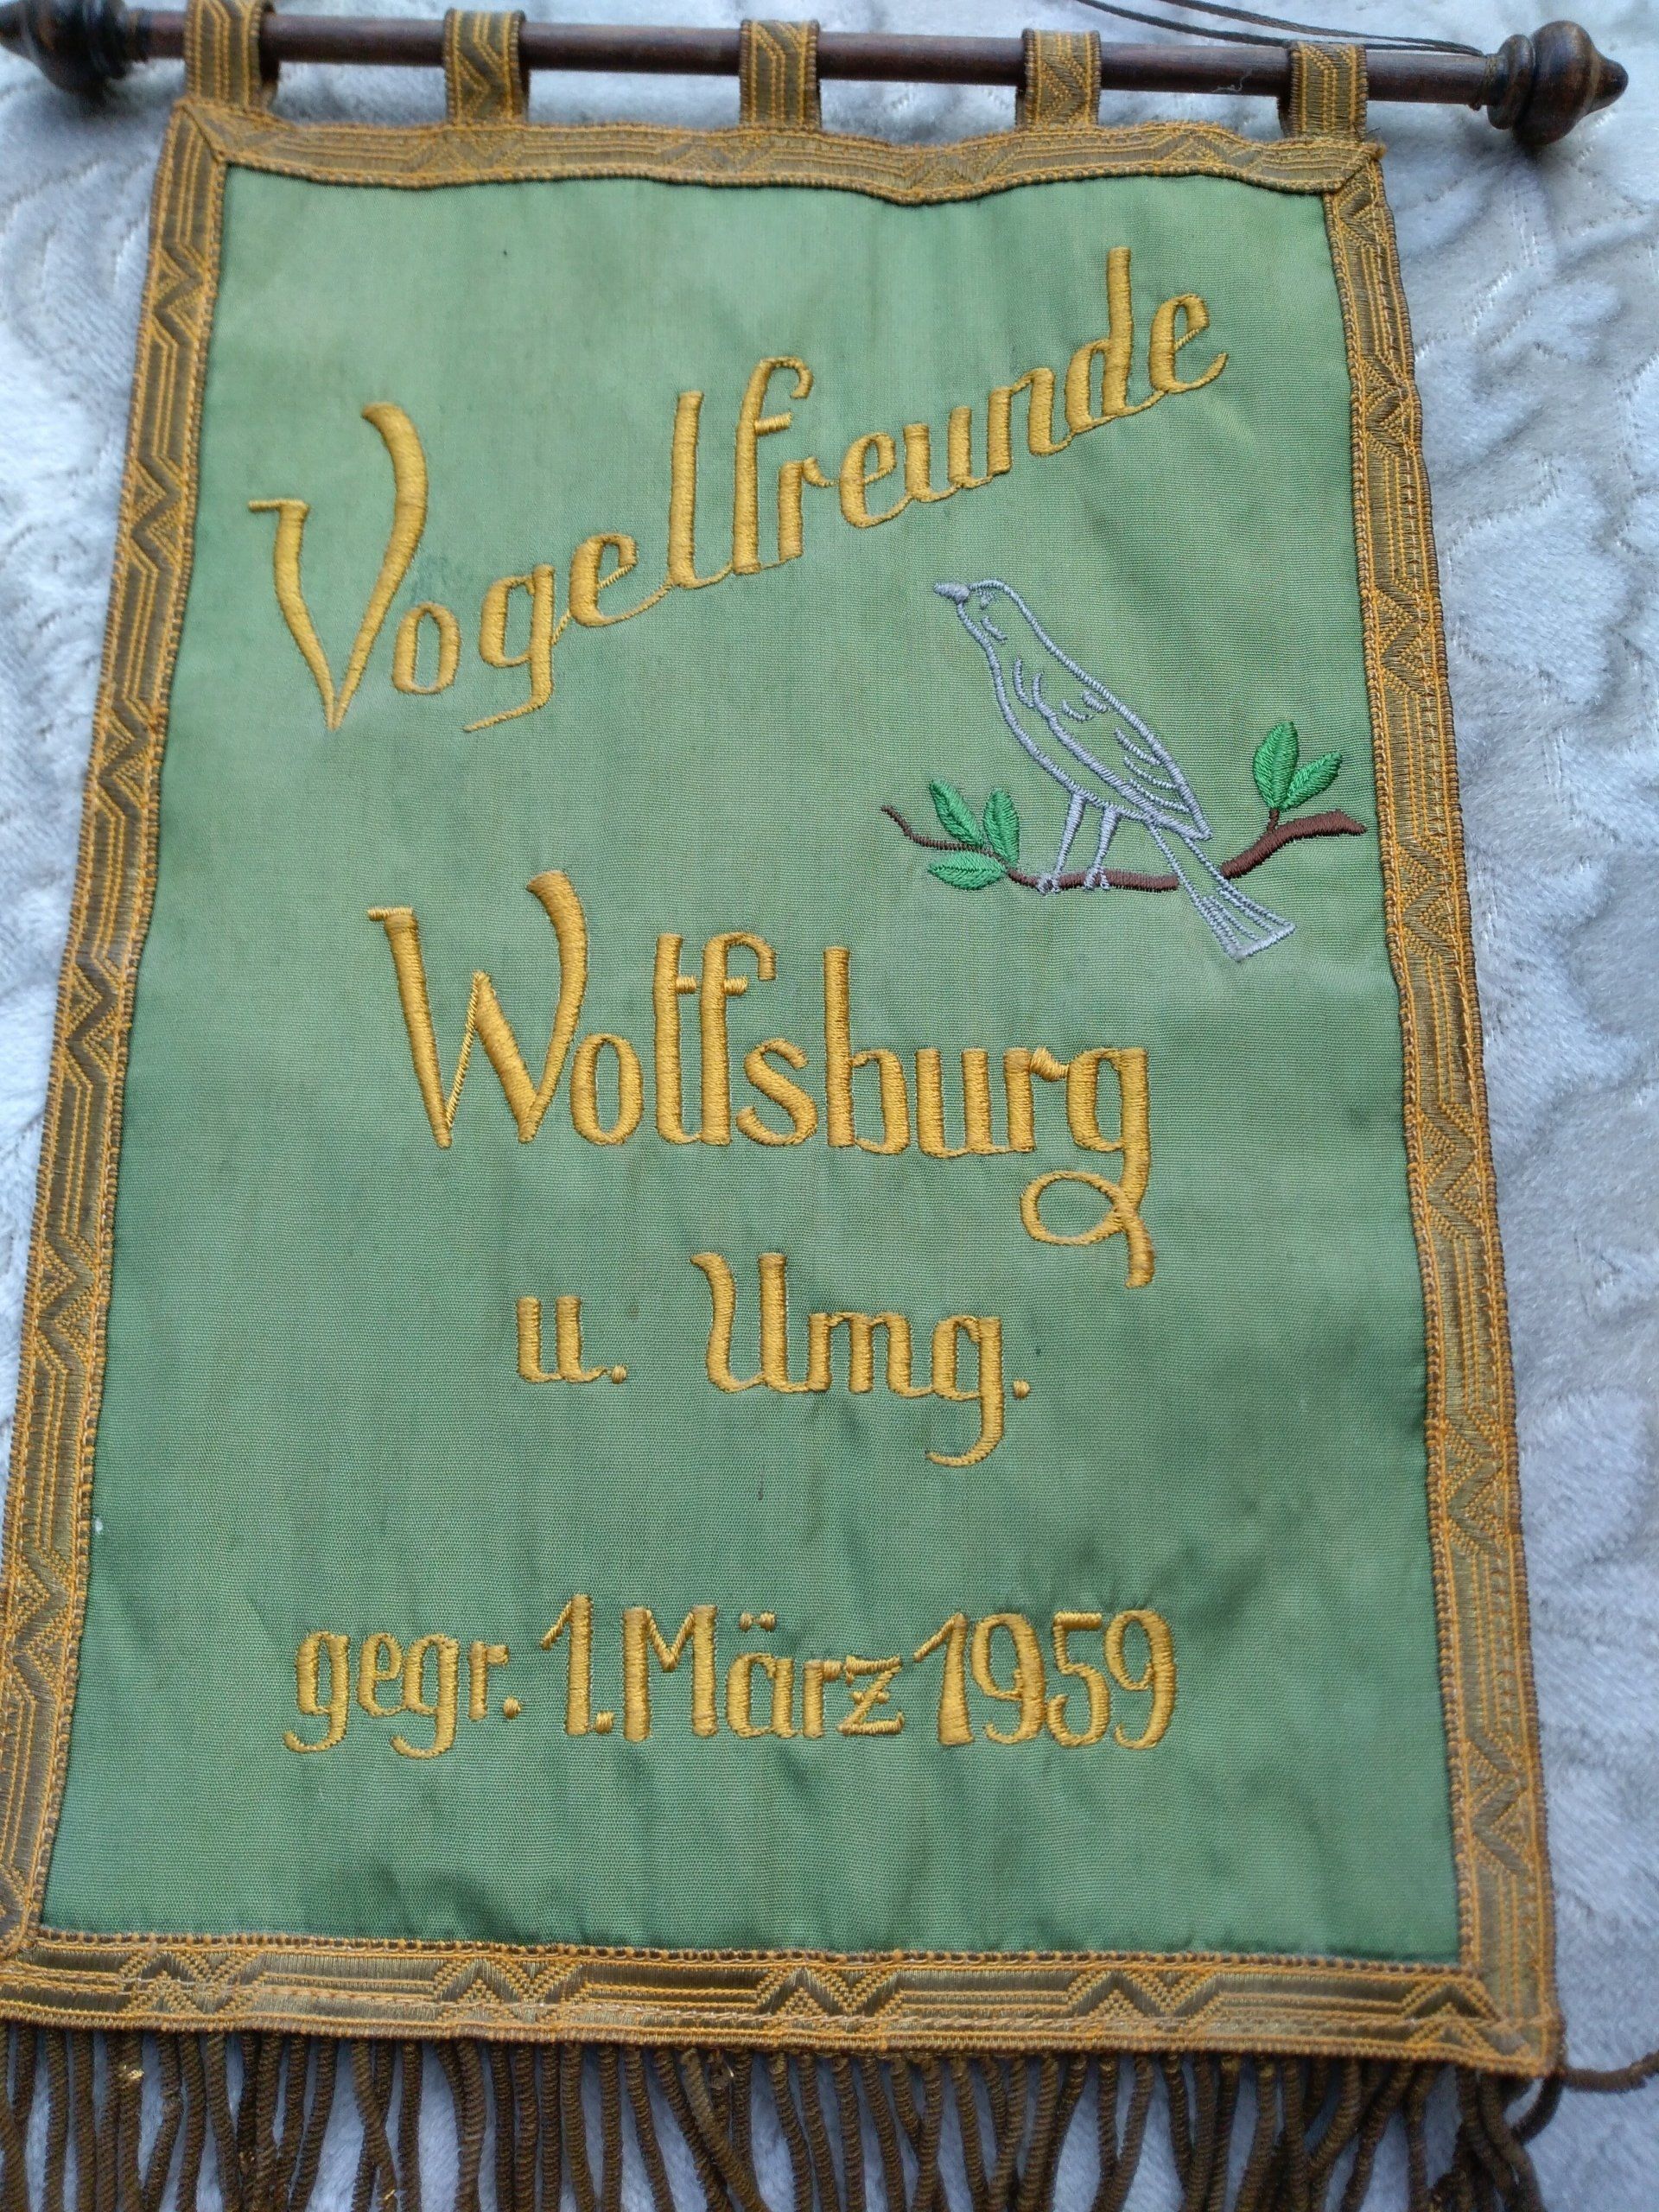 Vogelfreunde
Wolfsburg
u. Umg.
gegr. 1. März 1959